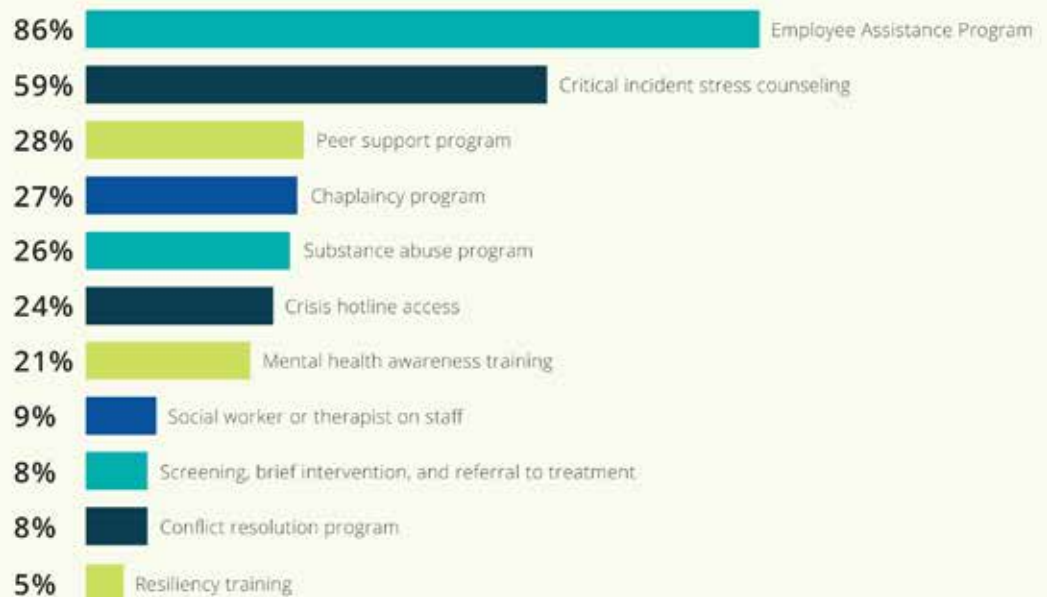 86% Employee Assistance Program
59% Critical incident stress counseling
28% Peer support program
27% Chaplaincy program
26% Substance abuse program
24% Crisis hotline access
21% Mental health awareness training
9% Social worker or therapist on staff
8% Screening, brief intervention, and referral to treatment
8% Conflict resolution program
5% Resiliency training